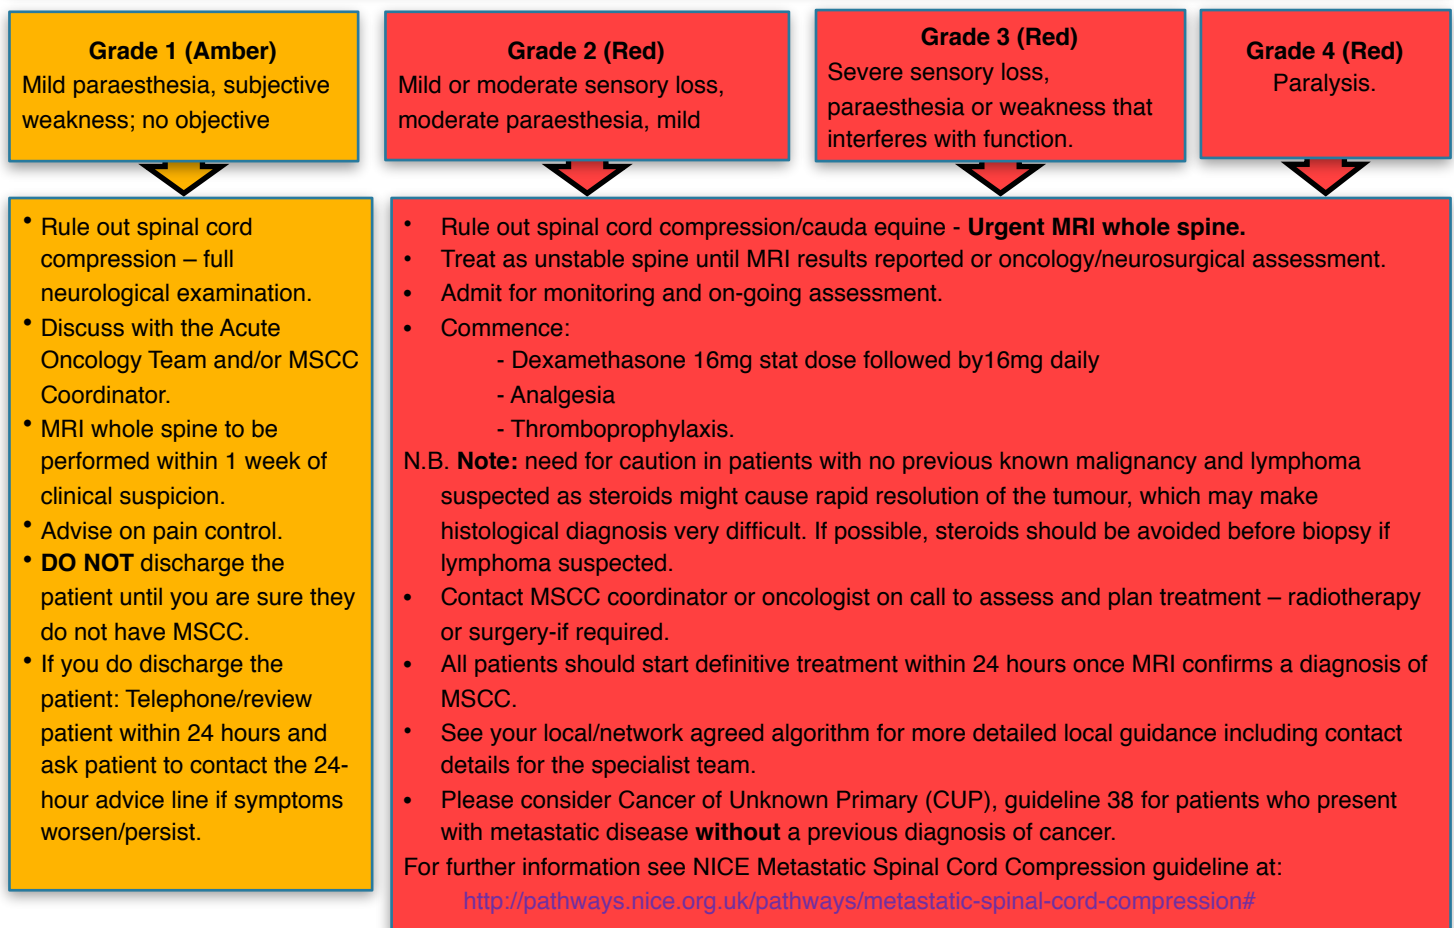 Grade 1 (Amber)
Mild paraesthesia, subjective
weakness; no objective
Grade 2 (Red)
Mild or moderate sensory loss,
moderate paraesthesia, mild
Grade 3 (Red)
Severe sensory loss,
paraesthesia or weakness that
interferes with function.
Grade 4 (Red)
Paralysis.
• Rule out spinal cord
compression – full
neurological examination.
• Discuss with the Acute
Oncology Team and/or MSCC
Coordinator.
• MRI whole spine to be
performed within 1 week of
clinical suspicion.
• Advise on pain control.
• DO NOT discharge the
patient until you are sure they
do not have MSCC.
• If you do discharge the
patient: Telephone/review
patient within 24 hours and
ask patient to contact the 24-
hour advice line if symptoms
worsen/persist.
• Rule out spinal cord compression/cauda equine - Urgent MRI whole spine.
• Treat as unstable spine until MRI results reported or oncology/neurosurgical assessment.
• Admit for monitoring and on-going assessment.
• Commence:
- Dexamethasone 16mg stat dose followed by16mg daily
- Analgesia
- Thromboprophylaxis.
N.B. Note: need for caution in patients with no previous known malignancy and lymphoma
suspected as steroids might cause rapid resolution of the tumour, which may make
histological diagnosis very difficult. If possible, steroids should be avoided before biopsy if
lymphoma suspected.
• Contact MSCC coordinator or oncologist on call to assess and plan treatment – radiotherapy
or surgery-if required.
• All patients should start definitive treatment within 24 hours once MRI confirms a diagnosis of
MSCC.
• See your local/network agreed algorithm for more detailed local guidance including contact
details for the specialist team.
• Please consider Cancer of Unknown Primary (CUP), guideline 38 for patients who present
with metastatic disease without a previous diagnosis of cancer.
For further information see NICE Metastatic Spinal Cord Compression guideline at:
http://pathways.nice.org.uk/pathways/metastatic-spinal-cord-compression#